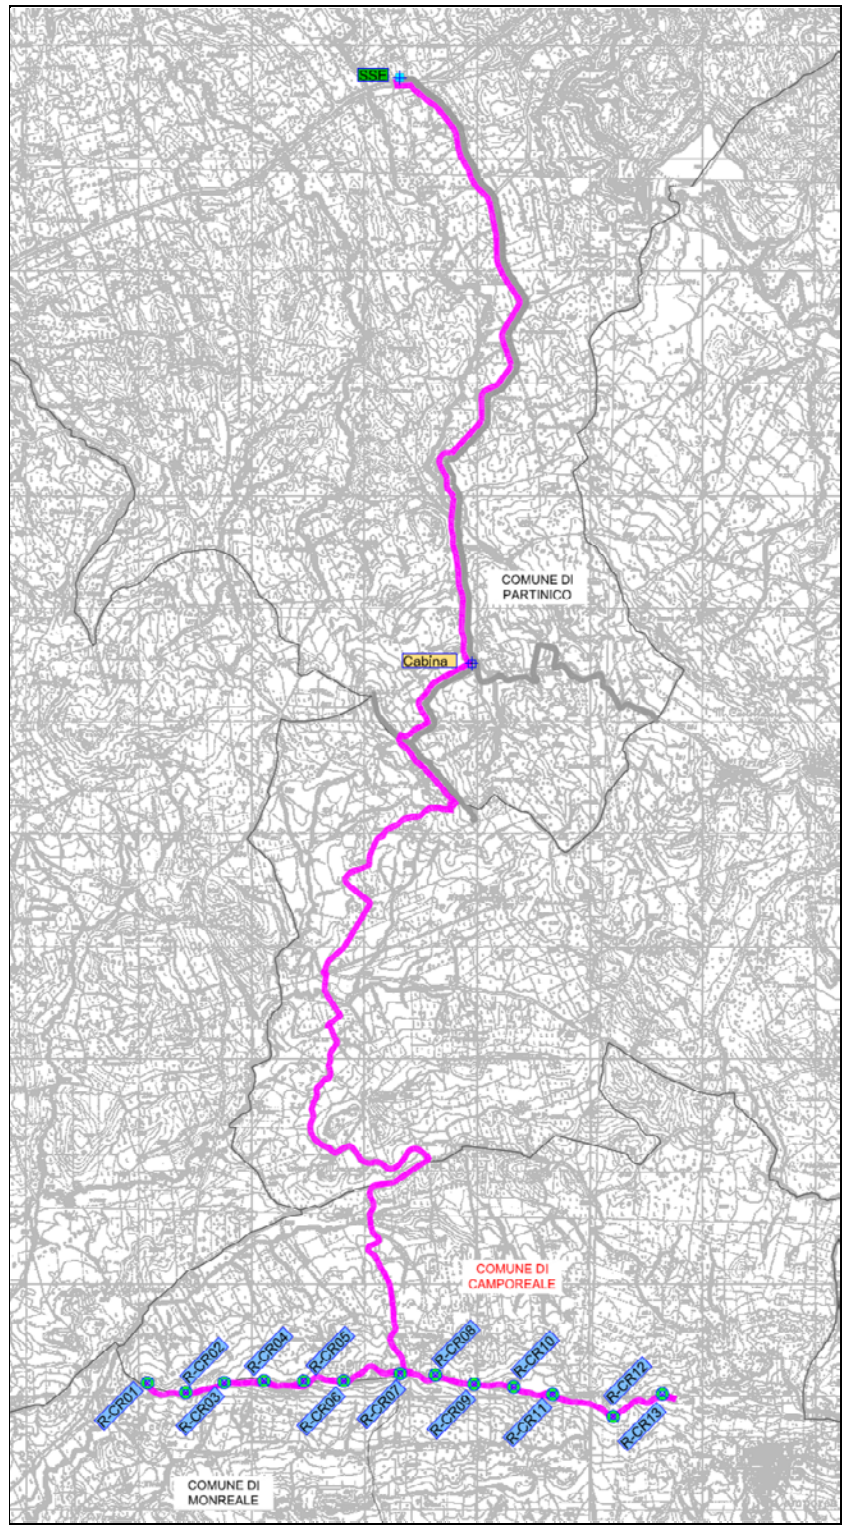 SSE
COMUNE DI
PARTINICO
Cabina
COMUNE DI
CAMPOREALE
R-CR01
R-CR02
R-CR03
R-CR04
R-CR05
R-CR06
R-CR07
R-CR08
R-CR09
R-CR10
R-CR11
R-CR12
R-CR13
COMUNE DI
MONREALE